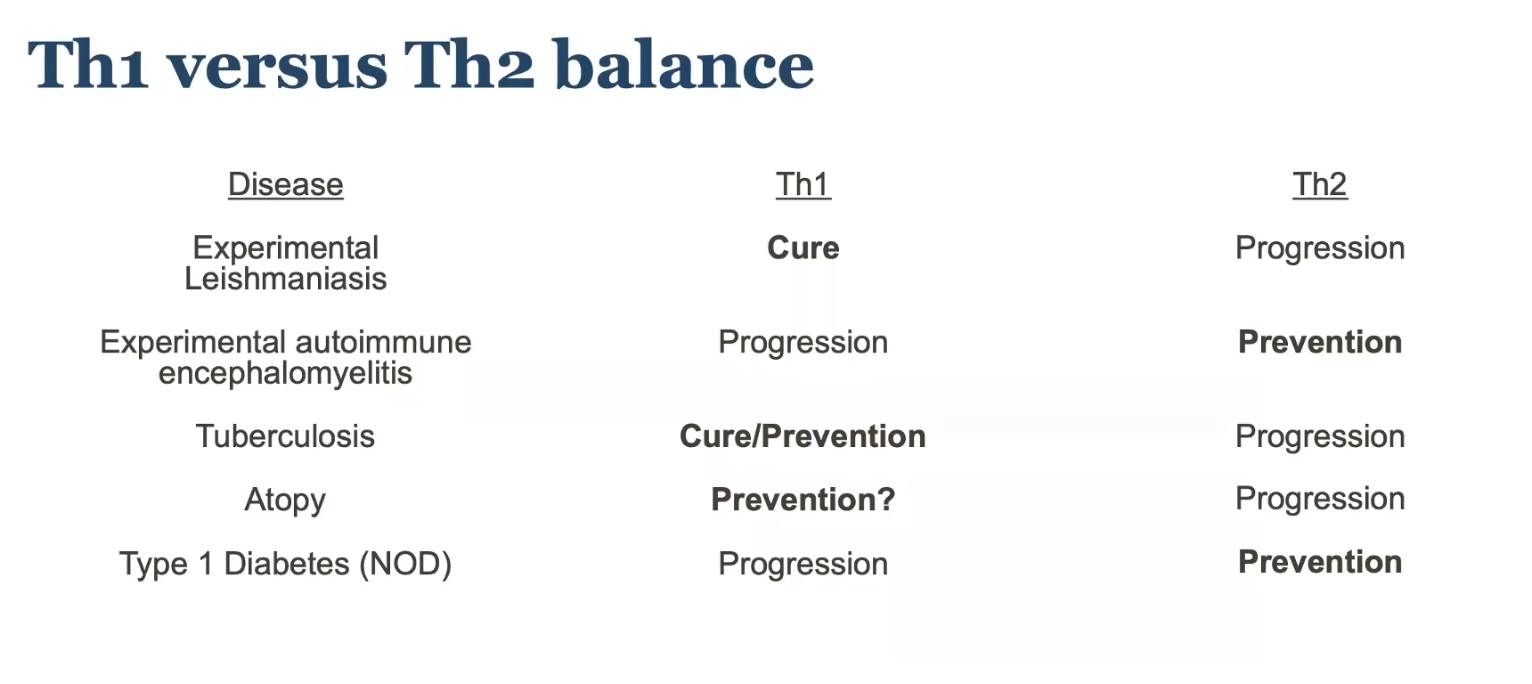 Th1 versus Th2 balance
Disease Th1 Th2
Experimental Cure Progression
Leishmaniasis
Experimental autoimmune Progression Prevention
encephalomyelitis
Tuberculosis Cure/Prevention Progression
Atopy Prevention? Progression
Type 1 Diabetes (NOD) Progression Prevention